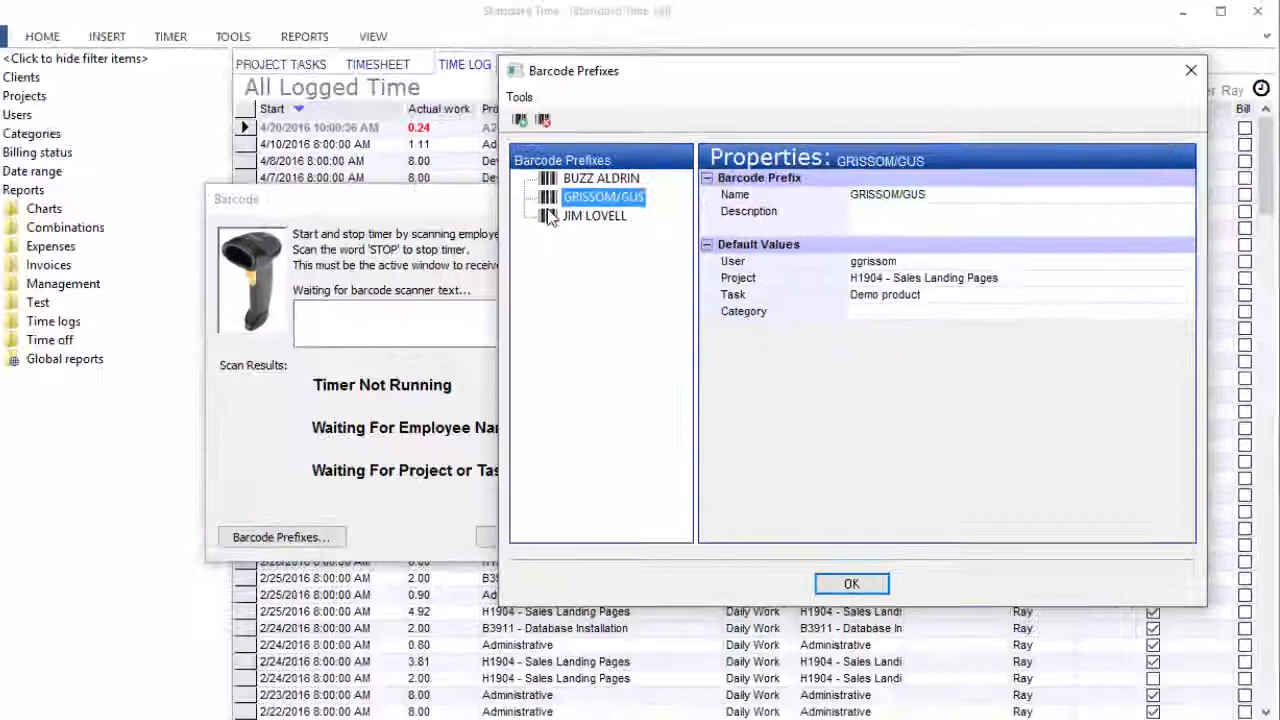 Standard Time - [Standard Time Tri]
HOME INSERT TIMER TOOLS REPORTS VIEW
<Click to hide filter items>
Clients
Projects
Users
Categories
Billing status
Date range
Reports
Charts
Combinations
Expenses
Invoices
Management
Test
Time logs
Time off
Global reports
PROJECT TASKS TIMESHEET TIME LOG
All Logged Time
Ray
Start Actual work Bill
4/20/2016 10:00:36 AM 0.24
4/10/2016 8:00:00 AM 1.11
4/8/2016 8:00:00 AM 8.00
4/7/2016 8:00:00 AM 8.00
Barcode
Start and stop timer by scanning employe
Scan the word 'STOP' to stop timer.
This must be the active window to receive
Waiting for barcode scanner text...
Scan Results:
Timer Not Running
Waiting For Employee Nar
Waiting For Project or Tas
Barcode Prefixes...
Barcode Prefixes
Tools
Barcode Prefixes
BUZZ ALDRIN
GRISSOM/GUS
JIM LOVELL
Properties: GRISSOM/GUS
Barcode Prefix
Name GRISSOM/GUS
Description
Default Values
User ggrissom
Project H1904 - Sales Landing Pages
Task Demo product
Category
OK
2/25/2016 8:00:00 AM 2.00
2/25/2016 8:00:00 AM 0.90
2/25/2016 8:00:00 AM 4.92 H1904 - Sales Landing Pages Daily Work H1904 - Sales Landi Ray
2/24/2016 8:00:00 AM 2.00 B3911 - Database Installation Daily Work B3911 - Database In Ray
2/24/2016 8:00:00 AM 0.80 Administrative Daily Work Administrative Ray
2/24/2016 8:00:00 AM 3.81 H1904 - Sales Landing Pages Daily Work H1904 - Sales Landi Ray
2/24/2016 8:00:00 AM 2.00 H1904 - Sales Landing Pages Daily Work H1904 - Sales Landi Ray
2/23/2016 8:00:00 AM 8.00 Administrative Daily Work Administrative Ray
2/22/2016 8:00:00 AM 8.00 Administrative Daily Work Administrative Ray